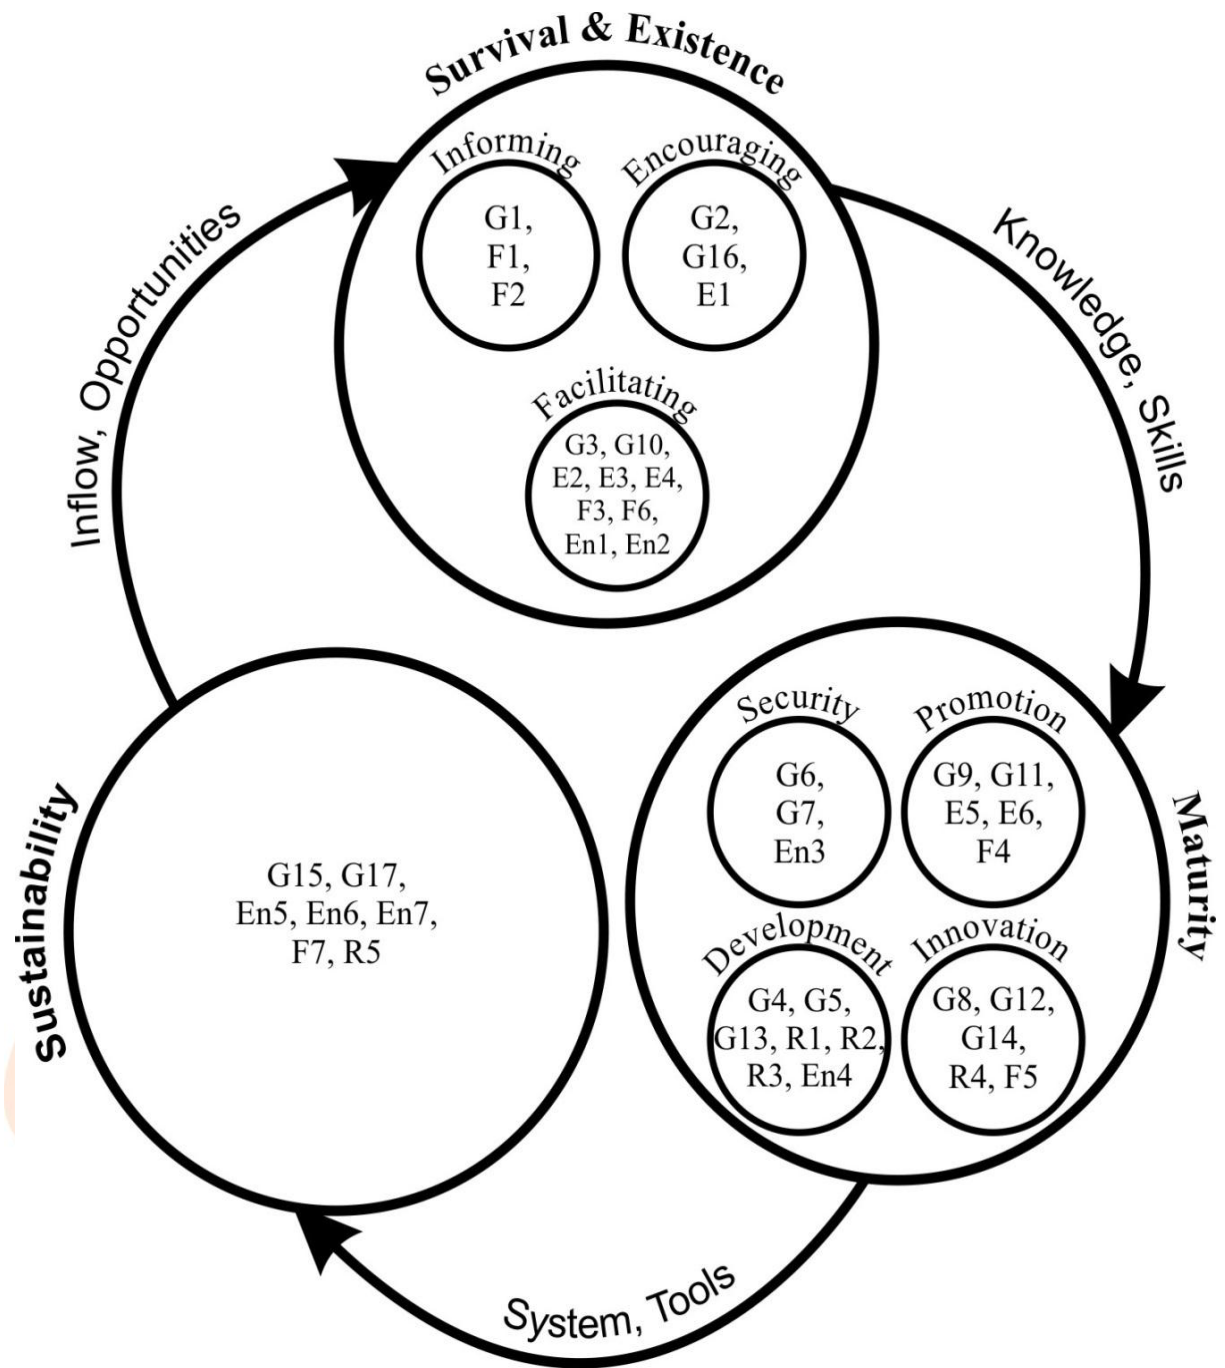 Survival & Existence
Informing
G1,
F1,
F2
Encouraging
G2,
G16,
E1
Facilitating
G3, G10,
E2, E3, E4,
F3, F6,
En1, En2
Knowledge, Skills
Maturity
Security
G6,
G7,
En3
Promotion
G9, G11,
E5, E6,
F4
Development
G4, G5,
G13, R1, R2,
R3, En4
Innovation
G8, G12,
G14,
R4, F5
System, Tools
Sustainability
G15, G17,
En5, En6, En7,
F7, R5
Inflow, Opportunities